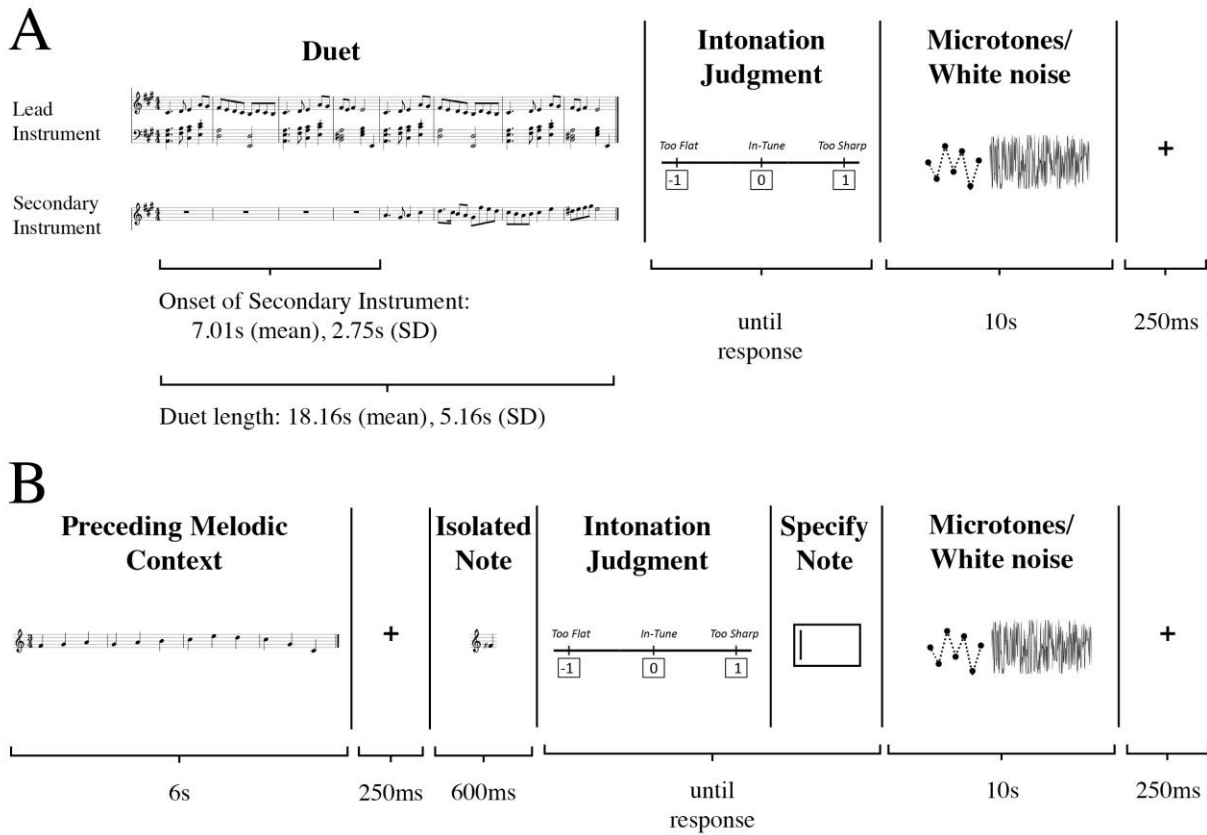 A
Duet
Intonation
Judgment
Microtones/
White noise
Lead
Instrument
Too Flat In-Tune Too Sharp
-1 0 1
+
Secondary
Instrument
Onset of Secondary Instrument:
7.01s (mean), 2.75s (SD)
until
response
10s
250ms
Duet length: 18.16s (mean), 5.16s (SD)
B
Preceding Melodic
Context
Isolated
Note
Intonation
Judgment
Specify
Note
Microtones/
White noise
+
Too Flat In-Tune Too Sharp
-1 0 1
+
6s
250ms
600ms
until
response
10s
250ms